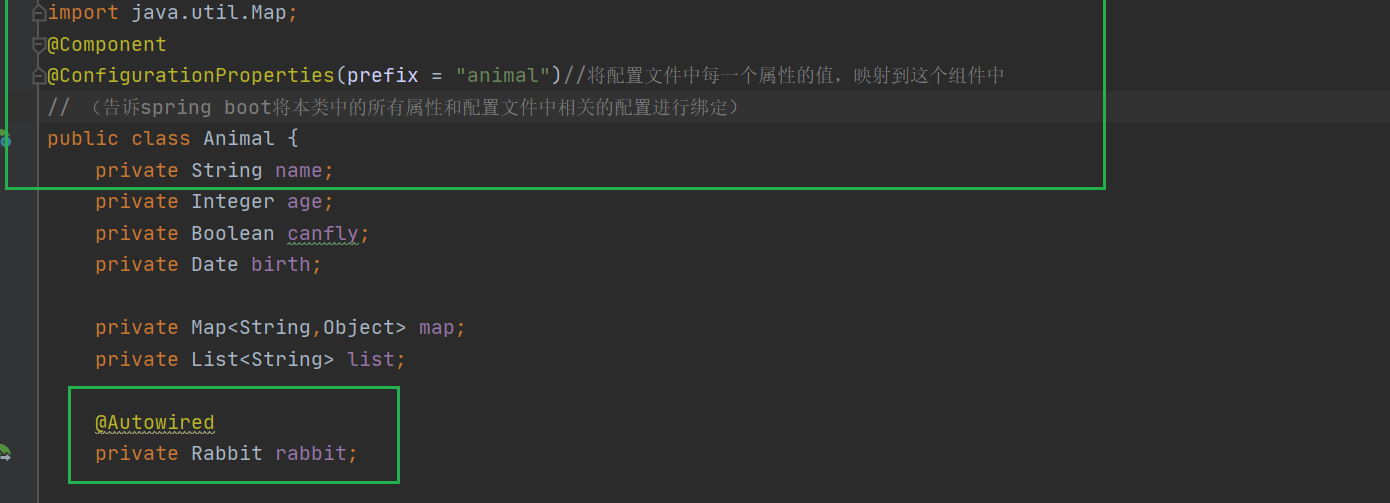 import java.util.Map;
@Component
@ConfigurationProperties(prefix = "animal")//将配置文件中每一个属性的值，映射到这个组件中
// （告诉spring boot将本类中的所有属性和配置文件中相关的配置进行绑定）
public class Animal {
private String name;
private Integer age;
private Boolean canfly;
private Date birth;
private Map<String,Object> map;
private List<String> list;
@Autowired
private Rabbit rabbit;